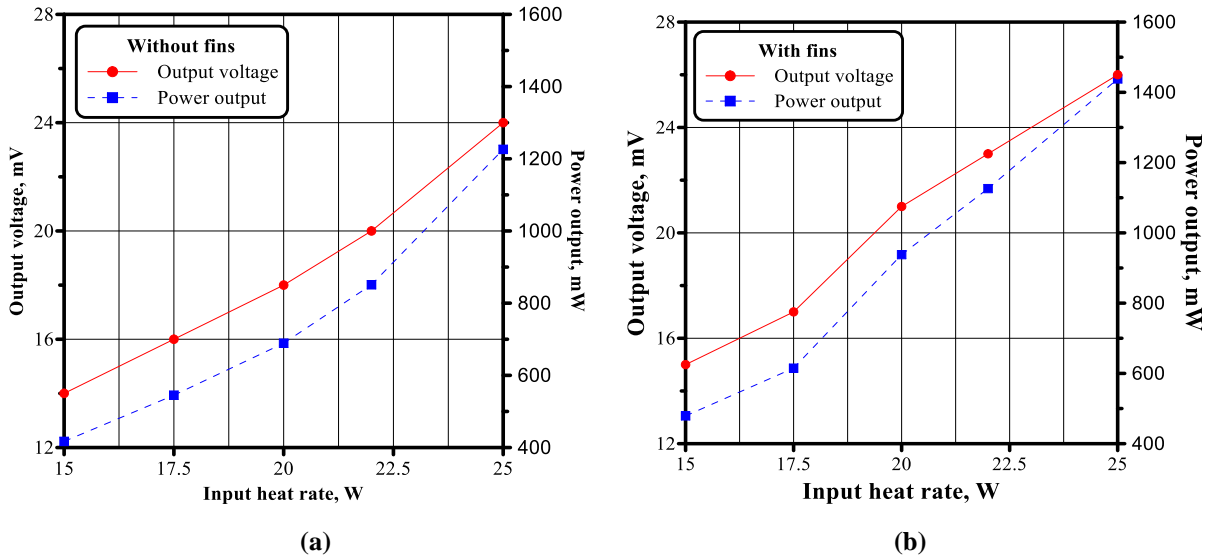 28
24
20
16
12
Output voltage, mV
Without fins
Output voltage
Power output
1600
1400
1200
1000
800
600
400
Power output, mW
15
17.5
20
22.5
25
Input heat rate, W
(a)
28
24
20
16
12
Output voltage, mV
With fins
Output voltage
Power output
1600
1400
1200
1000
800
600
400
Power output, mW
15
17.5
20
22.5
25
Input heat rate, W
(b)